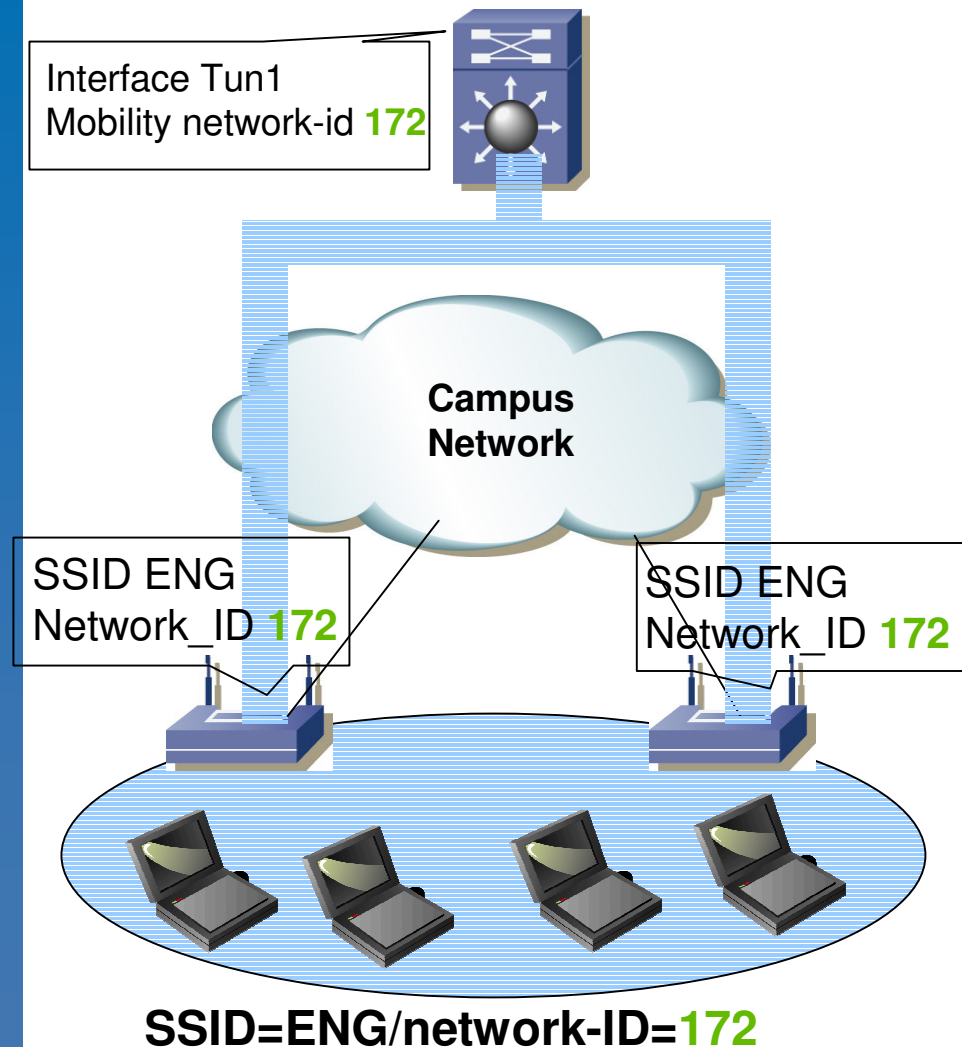 Interface Tun1
Mobility network-id 172
Campus
Network
SSID ENG
Network_ID 172
SSID ENG
Network_ID 172
SSID=ENG/network-ID=172